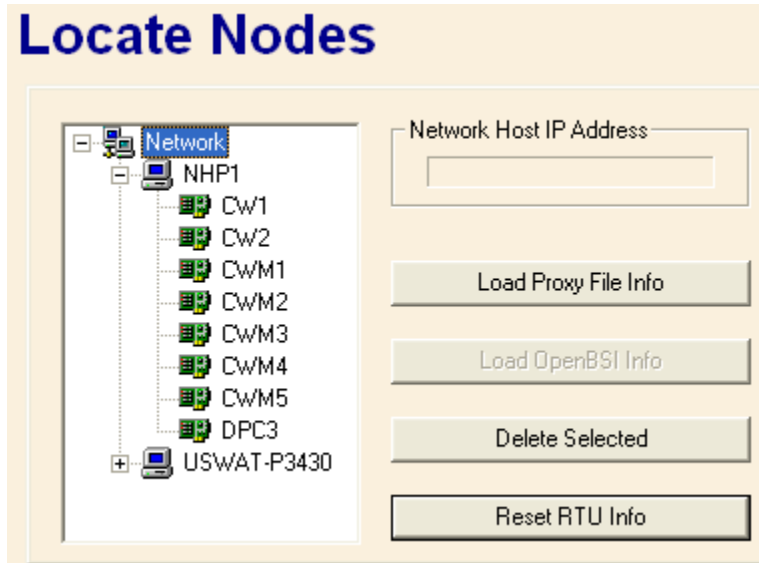 Locate Nodes
Network
NHP1
CW1
CW2
CWM1
CWM2
CWM3
CWM4
CWM5
DPC3
USWAT-P3430
Network Host IP Address
Load Proxy File Info
Load OpenBSI Info
Delete Selected
Reset RTU Info